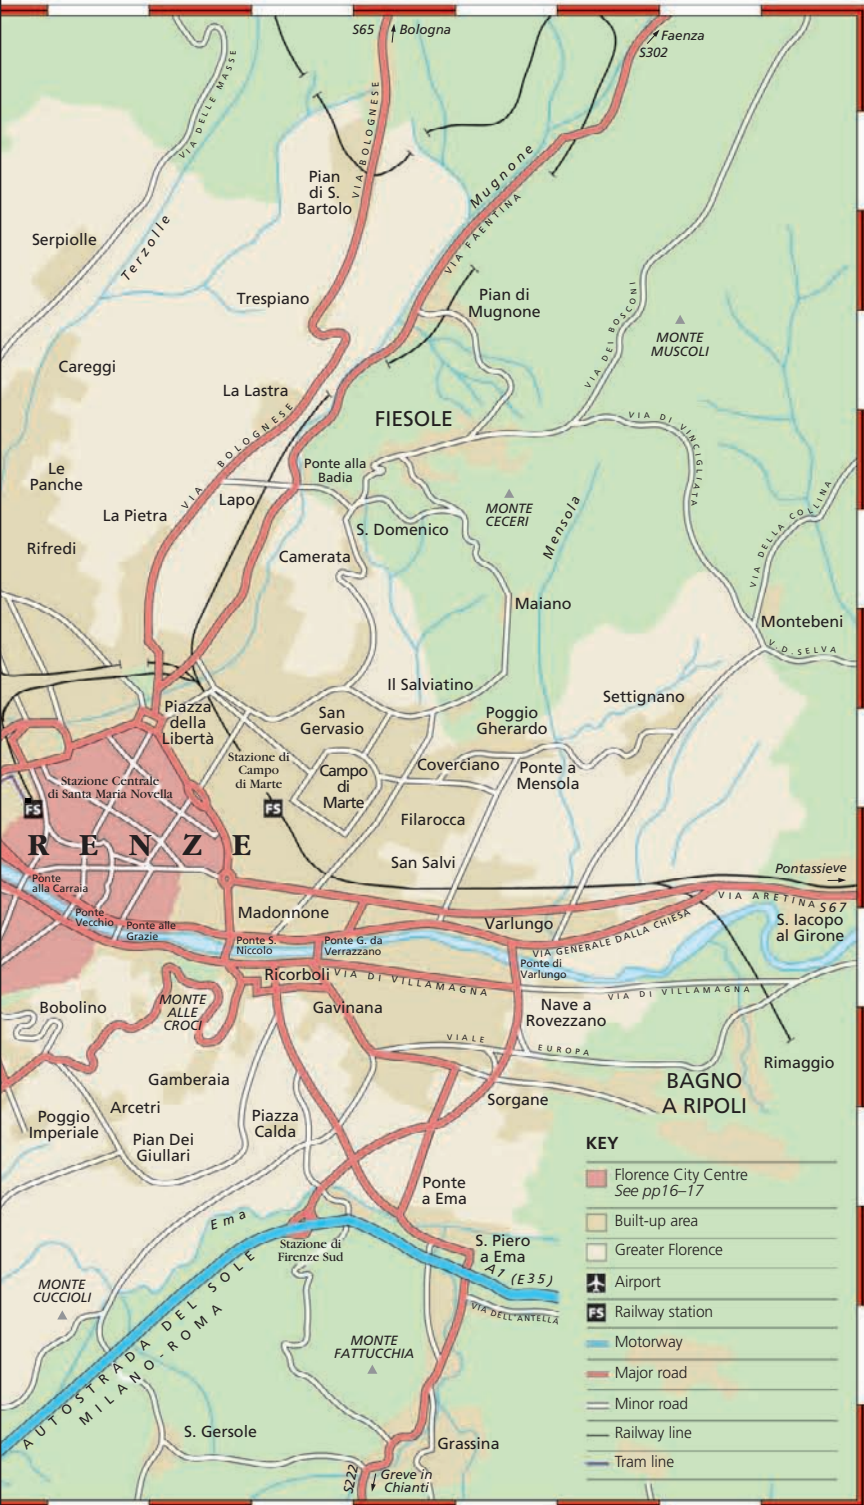 S65
Bologna
Faenza
S302
VIA DELLE MASSE
VIA BOLOGNESE
Pian
di S.
Bartolo
Mugnone
VIA FAENTINA
Serpiolle
Terzolle
Trespiano
Pian di
Mugnone
VIA DEI BOSCONI
MONTE
MUSCOLI
Careggi
La Lastra
FIESOLE
VIA DI VINCIGLIATA
VIA BOLOGNESE
Le
Panche
Ponte alla
Badia
Lapo
La Pietra
MONTE
CECERI
Mensola
VIA DELLA COLLINA
S. Domenico
Rifredi
Camerata
Maiano
Montebeni
V.D.SELVA
Il Salviatino
Settignano
Piazza
della
Libertà
San
Gervasio
Poggio
Gherardo
Stazione di
Campo
di Marte
Campo
di
Marte
Coverciano
Ponte a
Mensola
Stazione Centrale
di Santa Maria Novella
FS
FS
Filarocca
R E N Z E
San Salvi
Pontassieve
Ponte
alla Carraia
VIA ARETINA
S67
Ponte
Vecchio
Ponte alle
Grazie
Madonnone
Varlungo
S. Iacopo
al Girone
VIA GENERALE DALLA CHIESA
Ponte S.
Niccolo
Ponte G. da
Verrazzano
Ponte di
Varlungo
Ricorboli
VIA DI VILLAMAGNA
VIA DI VILLAMAGNA
Bobolino
MONTE
ALLE
CROCI
Gavinana
Nave a
Rovezzano
VIALE
EUROPA
Rimaggio
Gamberaia
BAGNO
A RIPOLI
Sorgane
Arcetri
Poggio
Imperiale
Piazza
Calda
Pian Dei
Giullari
Ponte
a Ema
Ema
Stazione di
Firenze Sud
S. Piero
a Ema
A1 (E35)
VIA DELL'ANTELLA
MONTE
CUCCIOLI
AUTOSTRADA DEL SOLE
MILANO-ROMA
MONTE
FATTUCCHIA
S. Gersole
Grassina
S222
Greve in
Chianti
KEY
Florence City Centre
See pp16–17
Built-up area
Greater Florence
Airport
FS
Railway station
Motorway
Major road
Minor road
Railway line
Tram line